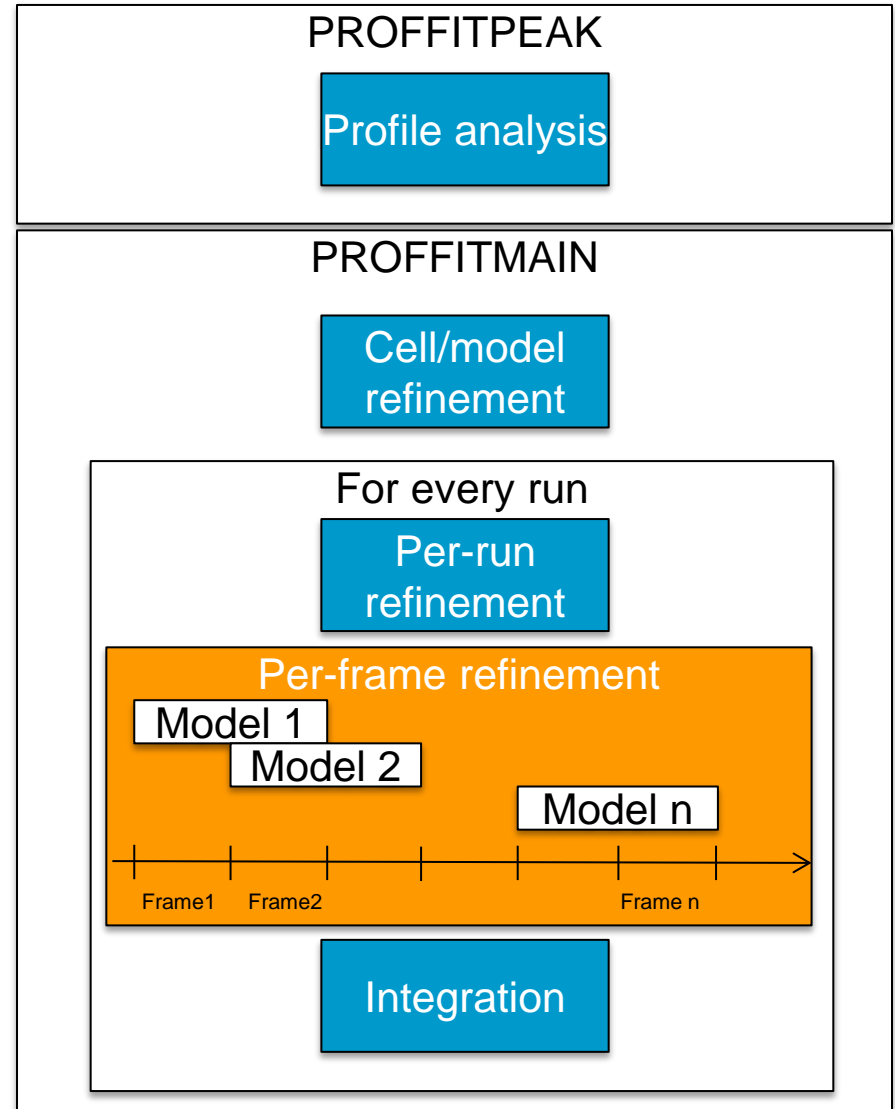 PROFFITPEAK
Profile analysis
PROFFITMAIN
Cell/model
refinement
For every run
Per-run
refinement
Per-frame refinement
Model 1
Model 2
Model n
Frame1 Frame2 Frame n
Integration